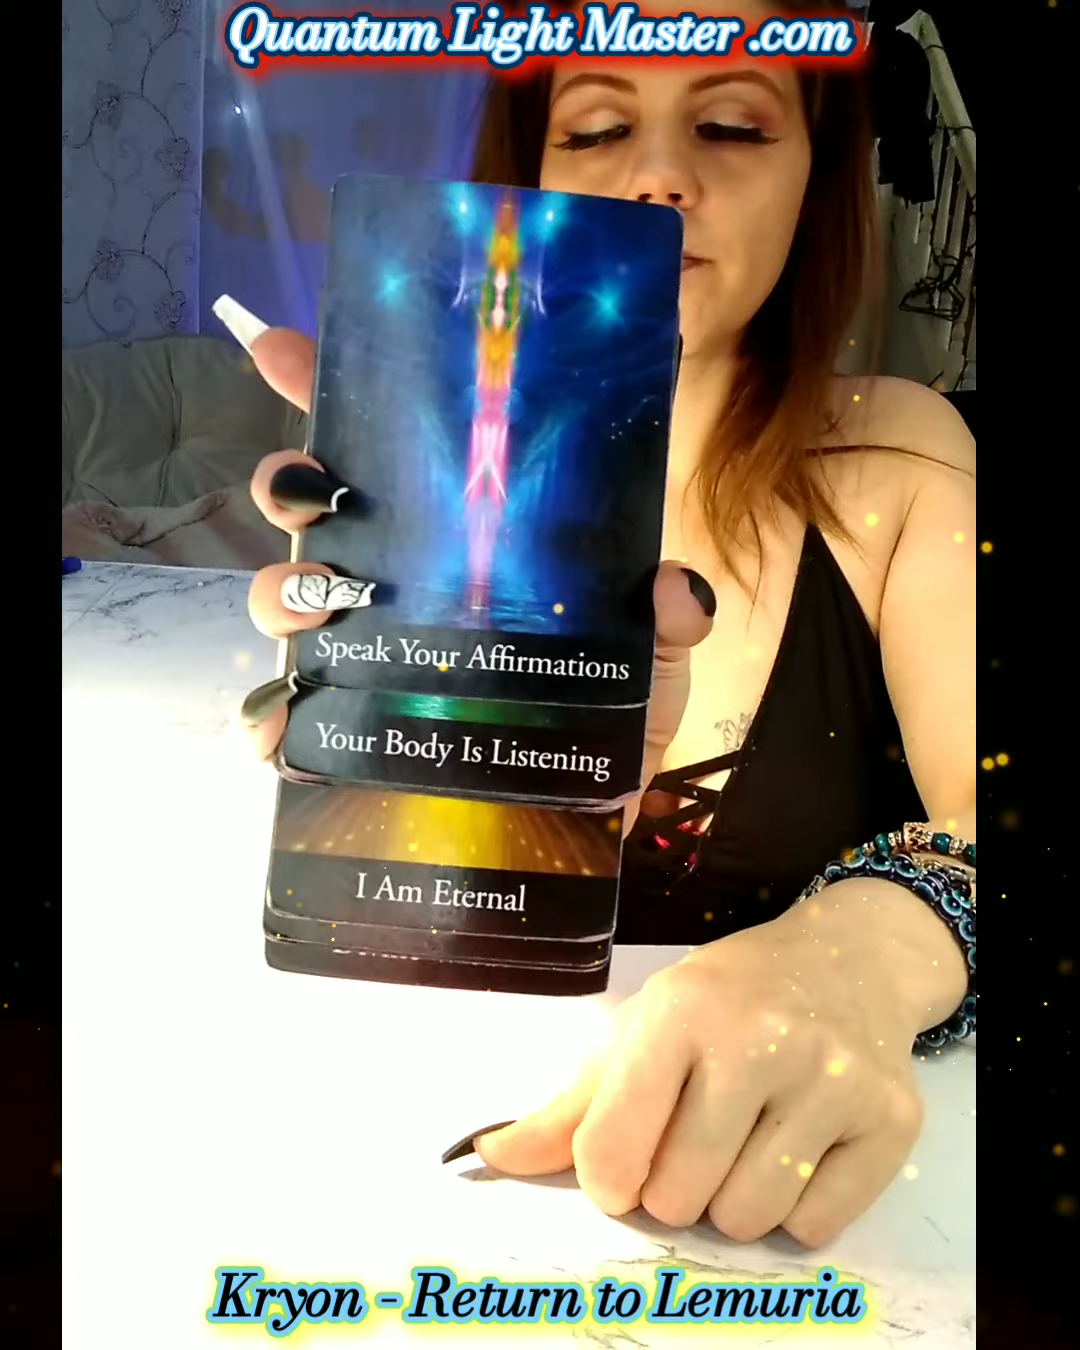 Quantum Light Master .com
Speak Your Affirmations
Your Body Is Listening
I Am Eternal
Kryon - Return to Lemuria